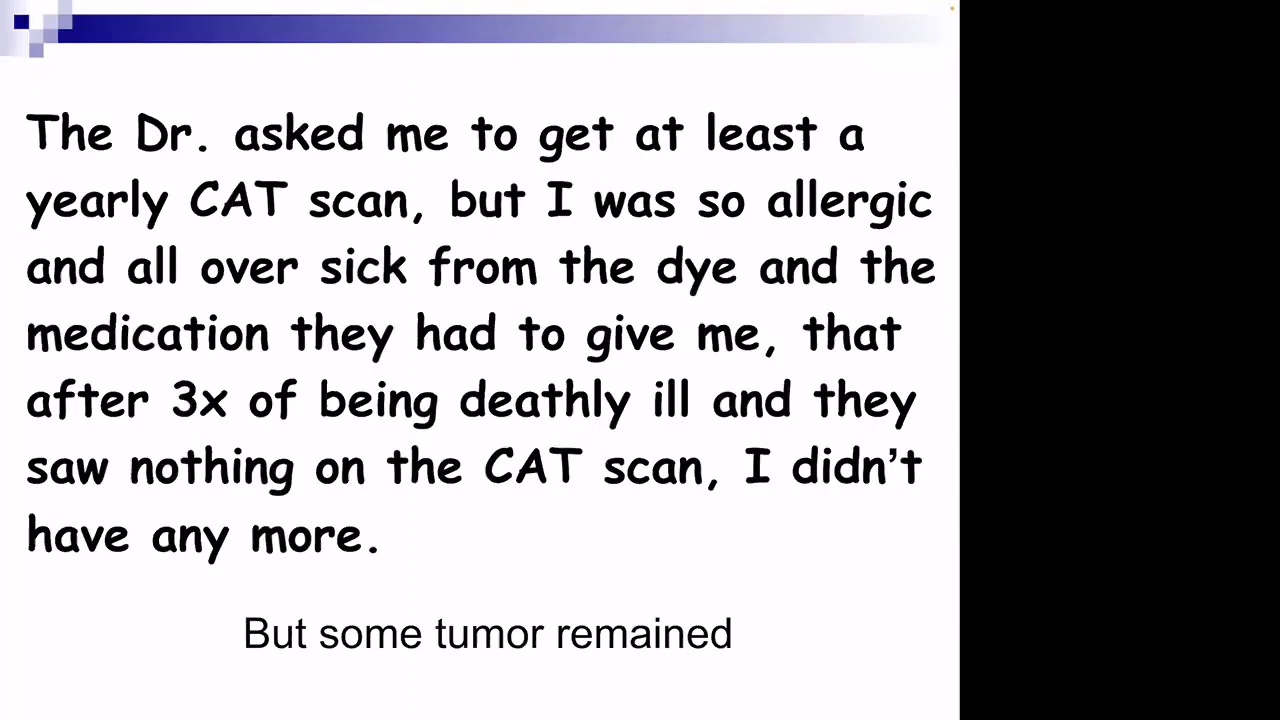 The Dr. asked me to get at least a
yearly CAT scan, but I was so allergic
and all over sick from the dye and the
medication they had to give me, that
after 3x of being deathly ill and they
saw nothing on the CAT scan, I didn’t
have any more.
But some tumor remained